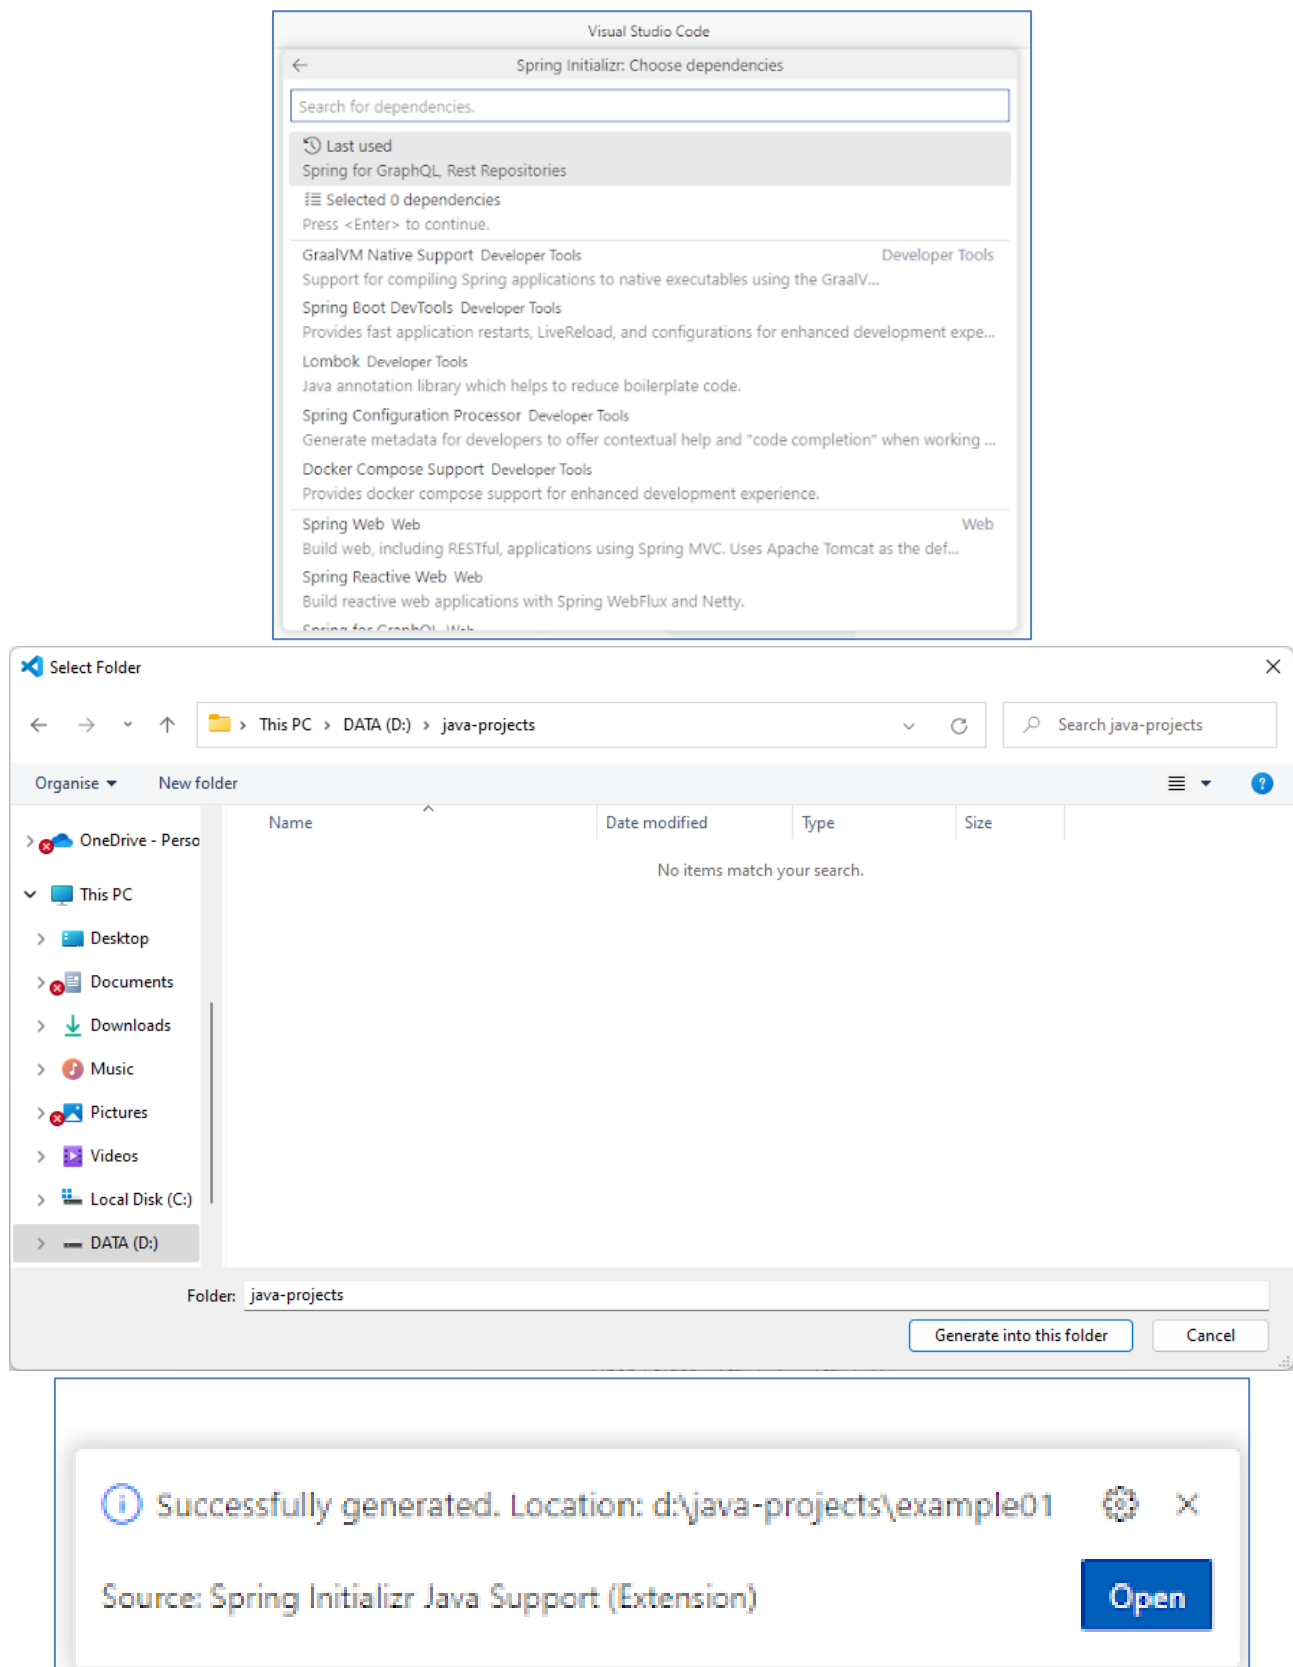 Visual Studio Code
Spring Initializr: Choose dependencies
Search for dependencies.
Last used
Spring for GraphQL, Rest Repositories
Selected 0 dependencies
Press <Enter> to continue.
GraalVM Native Support Developer Tools Developer Tools
Support for compiling Spring applications to native executables using the GraalV...
Spring Boot DevTools Developer Tools
Provides fast application restarts, LiveReload, and configurations for enhanced development expe...
Lombok Developer Tools
Java annotation library which helps to reduce boilerplate code.
Spring Configuration Processor Developer Tools
Generate metadata for developers to offer contextual help and "code completion" when working ...
Docker Compose Support Developer Tools
Provides docker compose support for enhanced development experience.
Spring Web Web Web
Build web, including RESTful, applications using Spring MVC. Uses Apache Tomcat as the def...
Spring Reactive Web Web
Build reactive web applications with Spring WebFlux and Netty.
Spring for GraphQL Web
Select Folder
This PC > DATA (D:) > java-projects
Search java-projects
Organise New folder
Name Date modified Type Size
No items match your search.
OneDrive - Perso
This PC
Desktop
Documents
Downloads
Music
Pictures
Videos
Local Disk (C:)
DATA (D:)
Folder: java-projects
Generate into this folder Cancel
Successfully generated. Location: d:\java-projects\example01
Source: Spring Initializr Java Support (Extension) Open